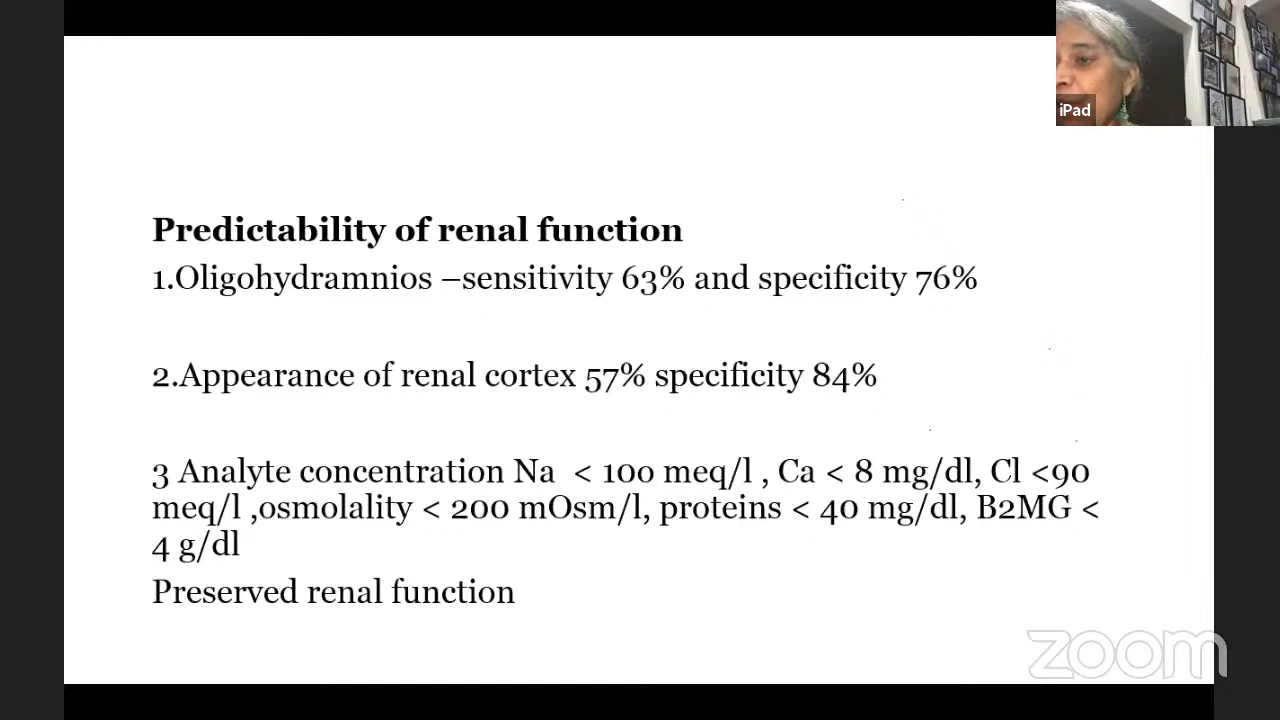 iPad
Predictability of renal function
1.Oligohydramnios –sensitivity 63% and specificity 76%
2.Appearance of renal cortex 57% specificity 84%
3 Analyte concentration Na < 10o meq/l , Ca < 8 mg/dl, Cl <90
meq/l ,osmolality < 200 mOsm/l, proteins < 40 mg/dl, B2MG <
4 g/dl
Preserved renal function
zoom